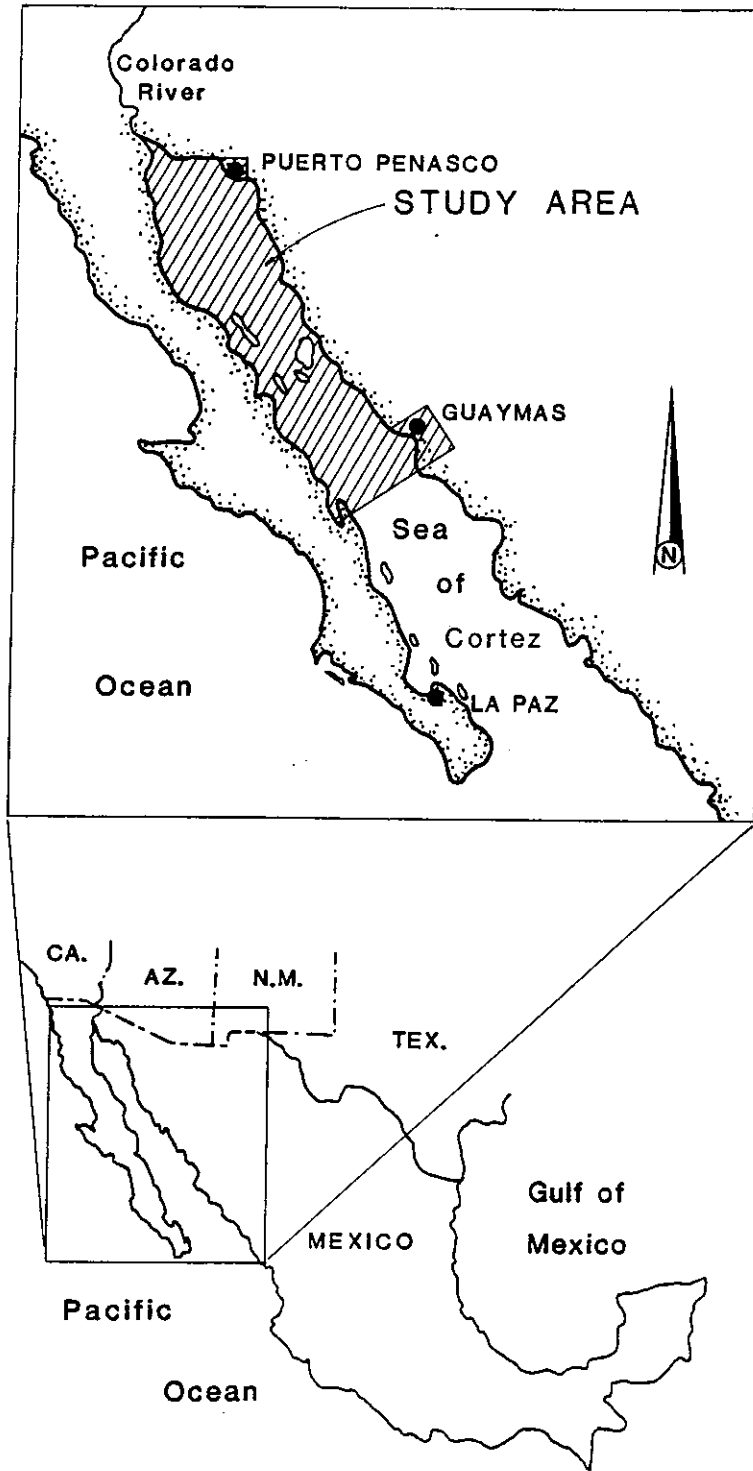 Colorado
River
PUERTO PENASCO
STUDY AREA
GUAYMAS
N
Sea
of
Cortez
Pacific
Ocean
LA PAZ
CA.
AZ.
N.M.
TEX.
Gulf of
Mexico
MEXICO
Pacific
Ocean